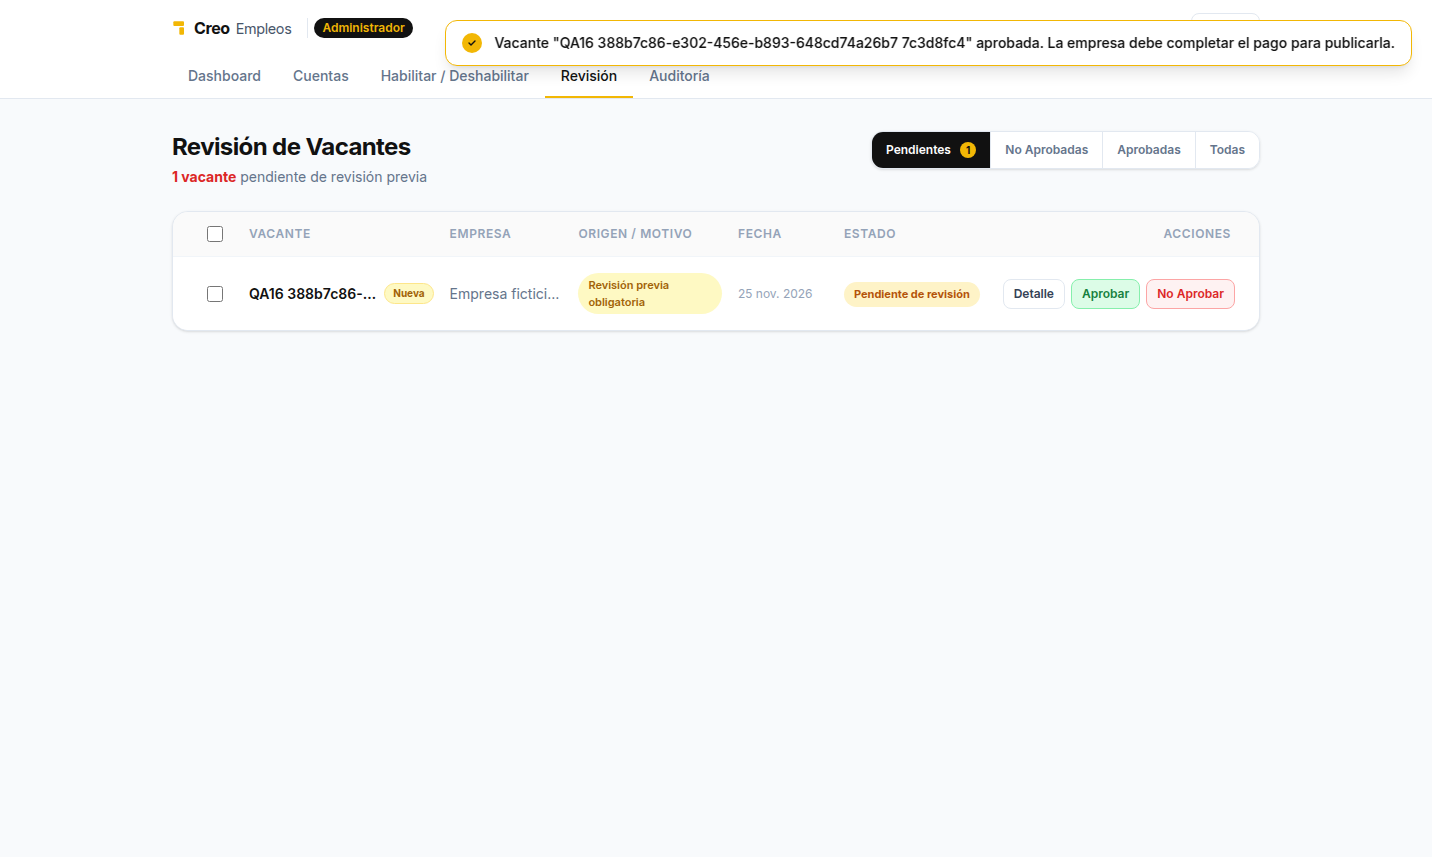 Creo Empleos Administrador
Vacante "QA16 388b7c86-e302-456e-b893-648cd74a26b7 7c3d8fc4" aprobada. La empresa debe completar el pago para publicarla.
Dashboard Cuentas Habilitar / Deshabilitar Revisión Auditoría
Revisión de Vacantes
1 vacante pendiente de revisión previa
Pendientes 1 No Aprobadas Aprobadas Todas
VACANTE EMPRESA ORIGEN / MOTIVO FECHA ESTADO ACCIONES
QA16 388b7c86-... Nueva Empresa fictici... Revisión previa obligatoria 25 nov. 2026 Pendiente de revisión Detalle Aprobar No Aprobar